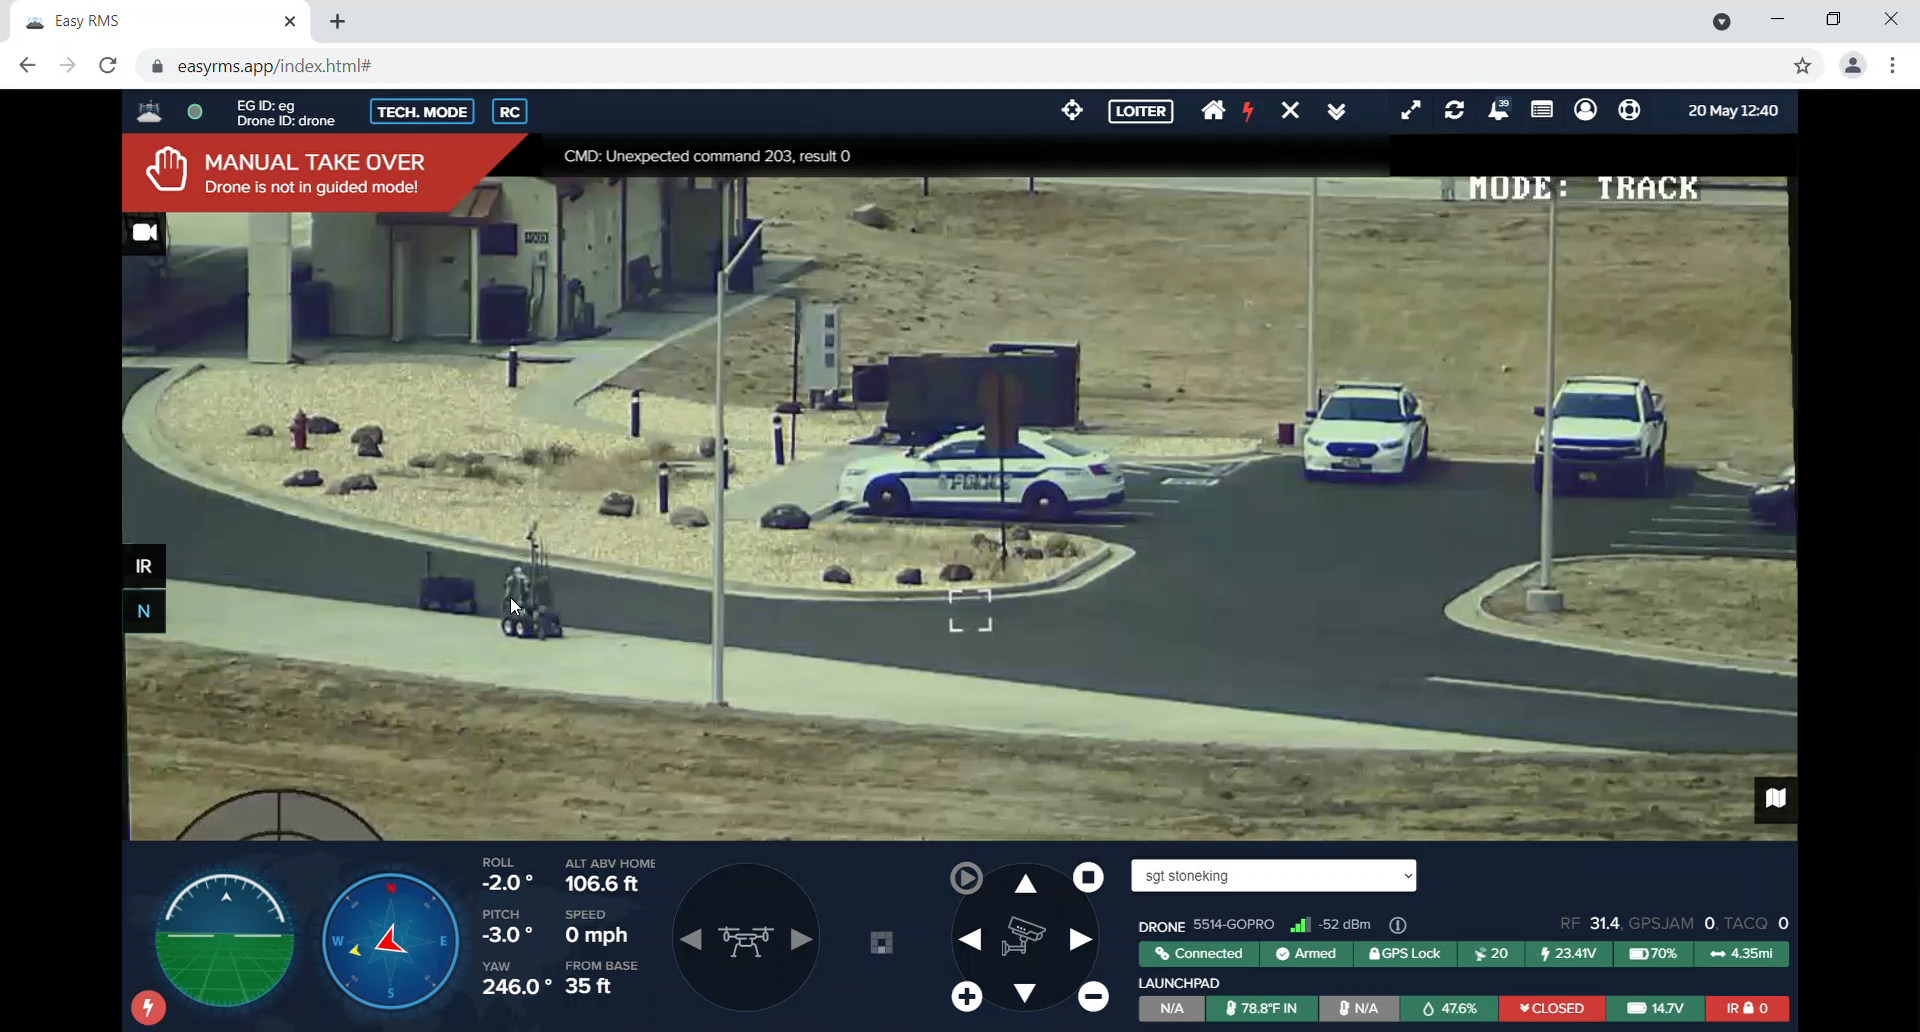 Easy RMS
easyrms.app/index.html#
EG ID: eg
Drone ID: drone
TECH. MODE
RC
LOITER
39
20 May 12:40
MANUAL TAKE OVER
Drone is not in guided mode!
CMD: Unexpected command 203, result 0
MODE: TRACK
POLICE
IR
N
N
W
E
S
ROLL
-2.0 °
ALT ABV HOME
106.6 ft
PITCH
-3.0 °
SPEED
0 mph
YAW
246.0 °
FROM BASE
35 ft
sgt stoneking
DRONE 5514-GOPRO -52 dBm
RF 31.4, GPSJAM 0, TACQ 0
Connected Armed GPS Lock 20 23.41V 70% 4.35mi
LAUNCHPAD
N/A 78.8°F IN N/A 47.6% CLOSED 14.7V IR 0